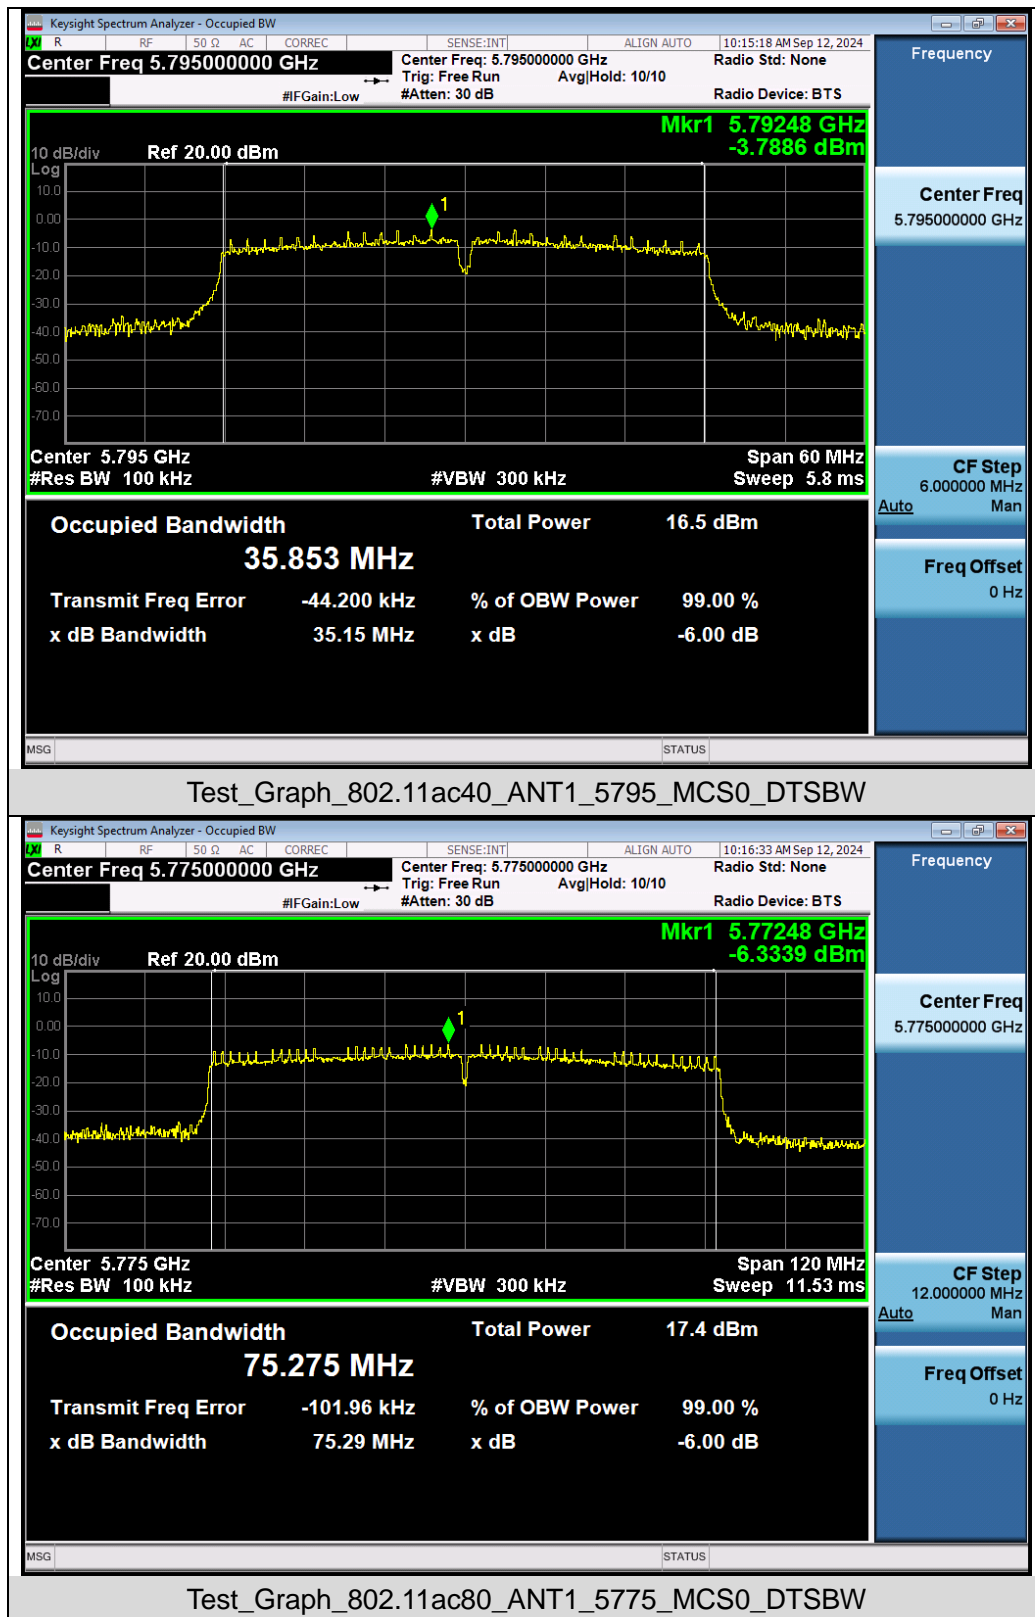 Keysight Spectrum Analyzer - Occupied BW
LXI R RF 50 Ω AC CORREC SENSE:INT ALIGN AUTO 10:15:18 AM Sep 12, 2024
Center Freq 5.795000000 GHz
Center Freq: 5.795000000 GHz Radio Std: None
Trig: Free Run Avg|Hold: 10/10
#IFGain:Low #Atten: 30 dB Radio Device: BTS
Mkr1 5.79248 GHz
-3.7886 dBm
10 dB/div Ref 20.00 dBm
Log
10.0
0.00
-10.0
-20.0
-30.0
-40.0
-50.0
-60.0
-70.0
1
Center 5.795 GHz Span 60 MHz
#Res BW 100 kHz #VBW 300 kHz Sweep 5.8 ms
Occupied Bandwidth Total Power 16.5 dBm
35.853 MHz
Transmit Freq Error -44.200 kHz % of OBW Power 99.00 %
x dB Bandwidth 35.15 MHz x dB -6.00 dB
MSG STATUS
Frequency
Center Freq
5.795000000 GHz
CF Step
6.000000 MHz
Auto Man
Freq Offset
0 Hz
Test_Graph_802.11ac40_ANT1_5795_MCS0_DTSBW
Keysight Spectrum Analyzer - Occupied BW
LXI R RF 50 Ω AC CORREC SENSE:INT ALIGN AUTO 10:16:33 AM Sep 12, 2024
Center Freq 5.775000000 GHz
Center Freq: 5.775000000 GHz Radio Std: None
Trig: Free Run Avg|Hold: 10/10
#IFGain:Low #Atten: 30 dB Radio Device: BTS
Mkr1 5.77248 GHz
-6.3339 dBm
10 dB/div Ref 20.00 dBm
Log
10.0
0.00
-10.0
-20.0
-30.0
-40.0
-50.0
-60.0
-70.0
1
Center 5.775 GHz Span 120 MHz
#Res BW 100 kHz #VBW 300 kHz Sweep 11.53 ms
Occupied Bandwidth Total Power 17.4 dBm
75.275 MHz
Transmit Freq Error -101.96 kHz % of OBW Power 99.00 %
x dB Bandwidth 75.29 MHz x dB -6.00 dB
MSG STATUS
Frequency
Center Freq
5.775000000 GHz
CF Step
12.000000 MHz
Auto Man
Freq Offset
0 Hz
Test_Graph_802.11ac80_ANT1_5775_MCS0_DTSBW